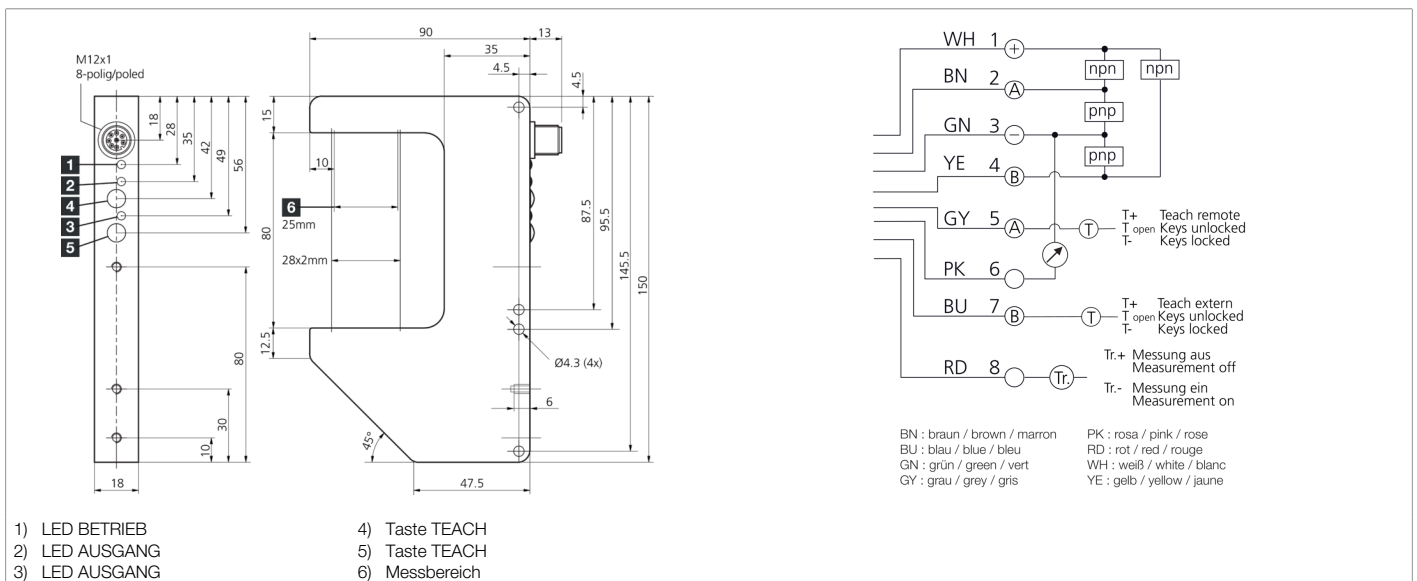 M12x1
8-polig/poled
18
28
35
42
49
56
1
2
4
3
5
80
30
10
18
90
13
35
4.5
4.5
15
10
6
25mm
80
28x2mm
87.5
95.5
145.5
150
12.5
Ø4.3 (4x)
6
45°
47.5
WH 1 +
npn npn
BN 2 A
pnp
GN 3 −
pnp
YE 4 B
GY 5 A T
T+ Teach remote
T open Keys unlocked
T- Keys locked
PK 6
BU 7 B T
T+ Teach extern
T open Keys unlocked
T- Keys locked
RD 8 Tr.
Tr.+ Messung aus
Measurement off
Tr.- Messung ein
Measurement on
BN : braun / brown / marron
BU : blau / blue / bleu
GN : grün / green / vert
GY : grau / grey / gris
PK : rosa / pink / rose
RD : rot / red / rouge
WH : weiß / white / blanc
YE : gelb / yellow / jaune
1) LED BETRIEB
2) LED AUSGANG
3) LED AUSGANG
4) Taste TEACH
5) Taste TEACH
6) Messbereich